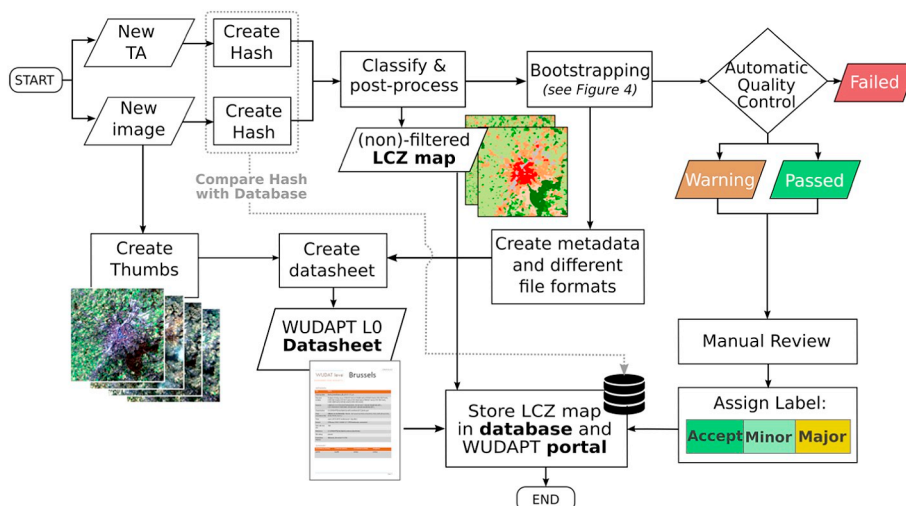 START
New
TA
Create
Hash
New
image
Create
Hash
Compare Hash
with Database
Classify &
post-process
(non)-filtered
LCZ map
Bootstrapping
(see Figure 4)
Automatic
Quality
Control
Failed
Warning
Passed
Create
Thumbs
Create
datasheet
Create metadata
and different
file formats
WUDAPT L0
Datasheet
Brussels
Manual Review
Assign Label:
Accept Minor Major
Store LCZ map
in database and
WUDAPT portal
END